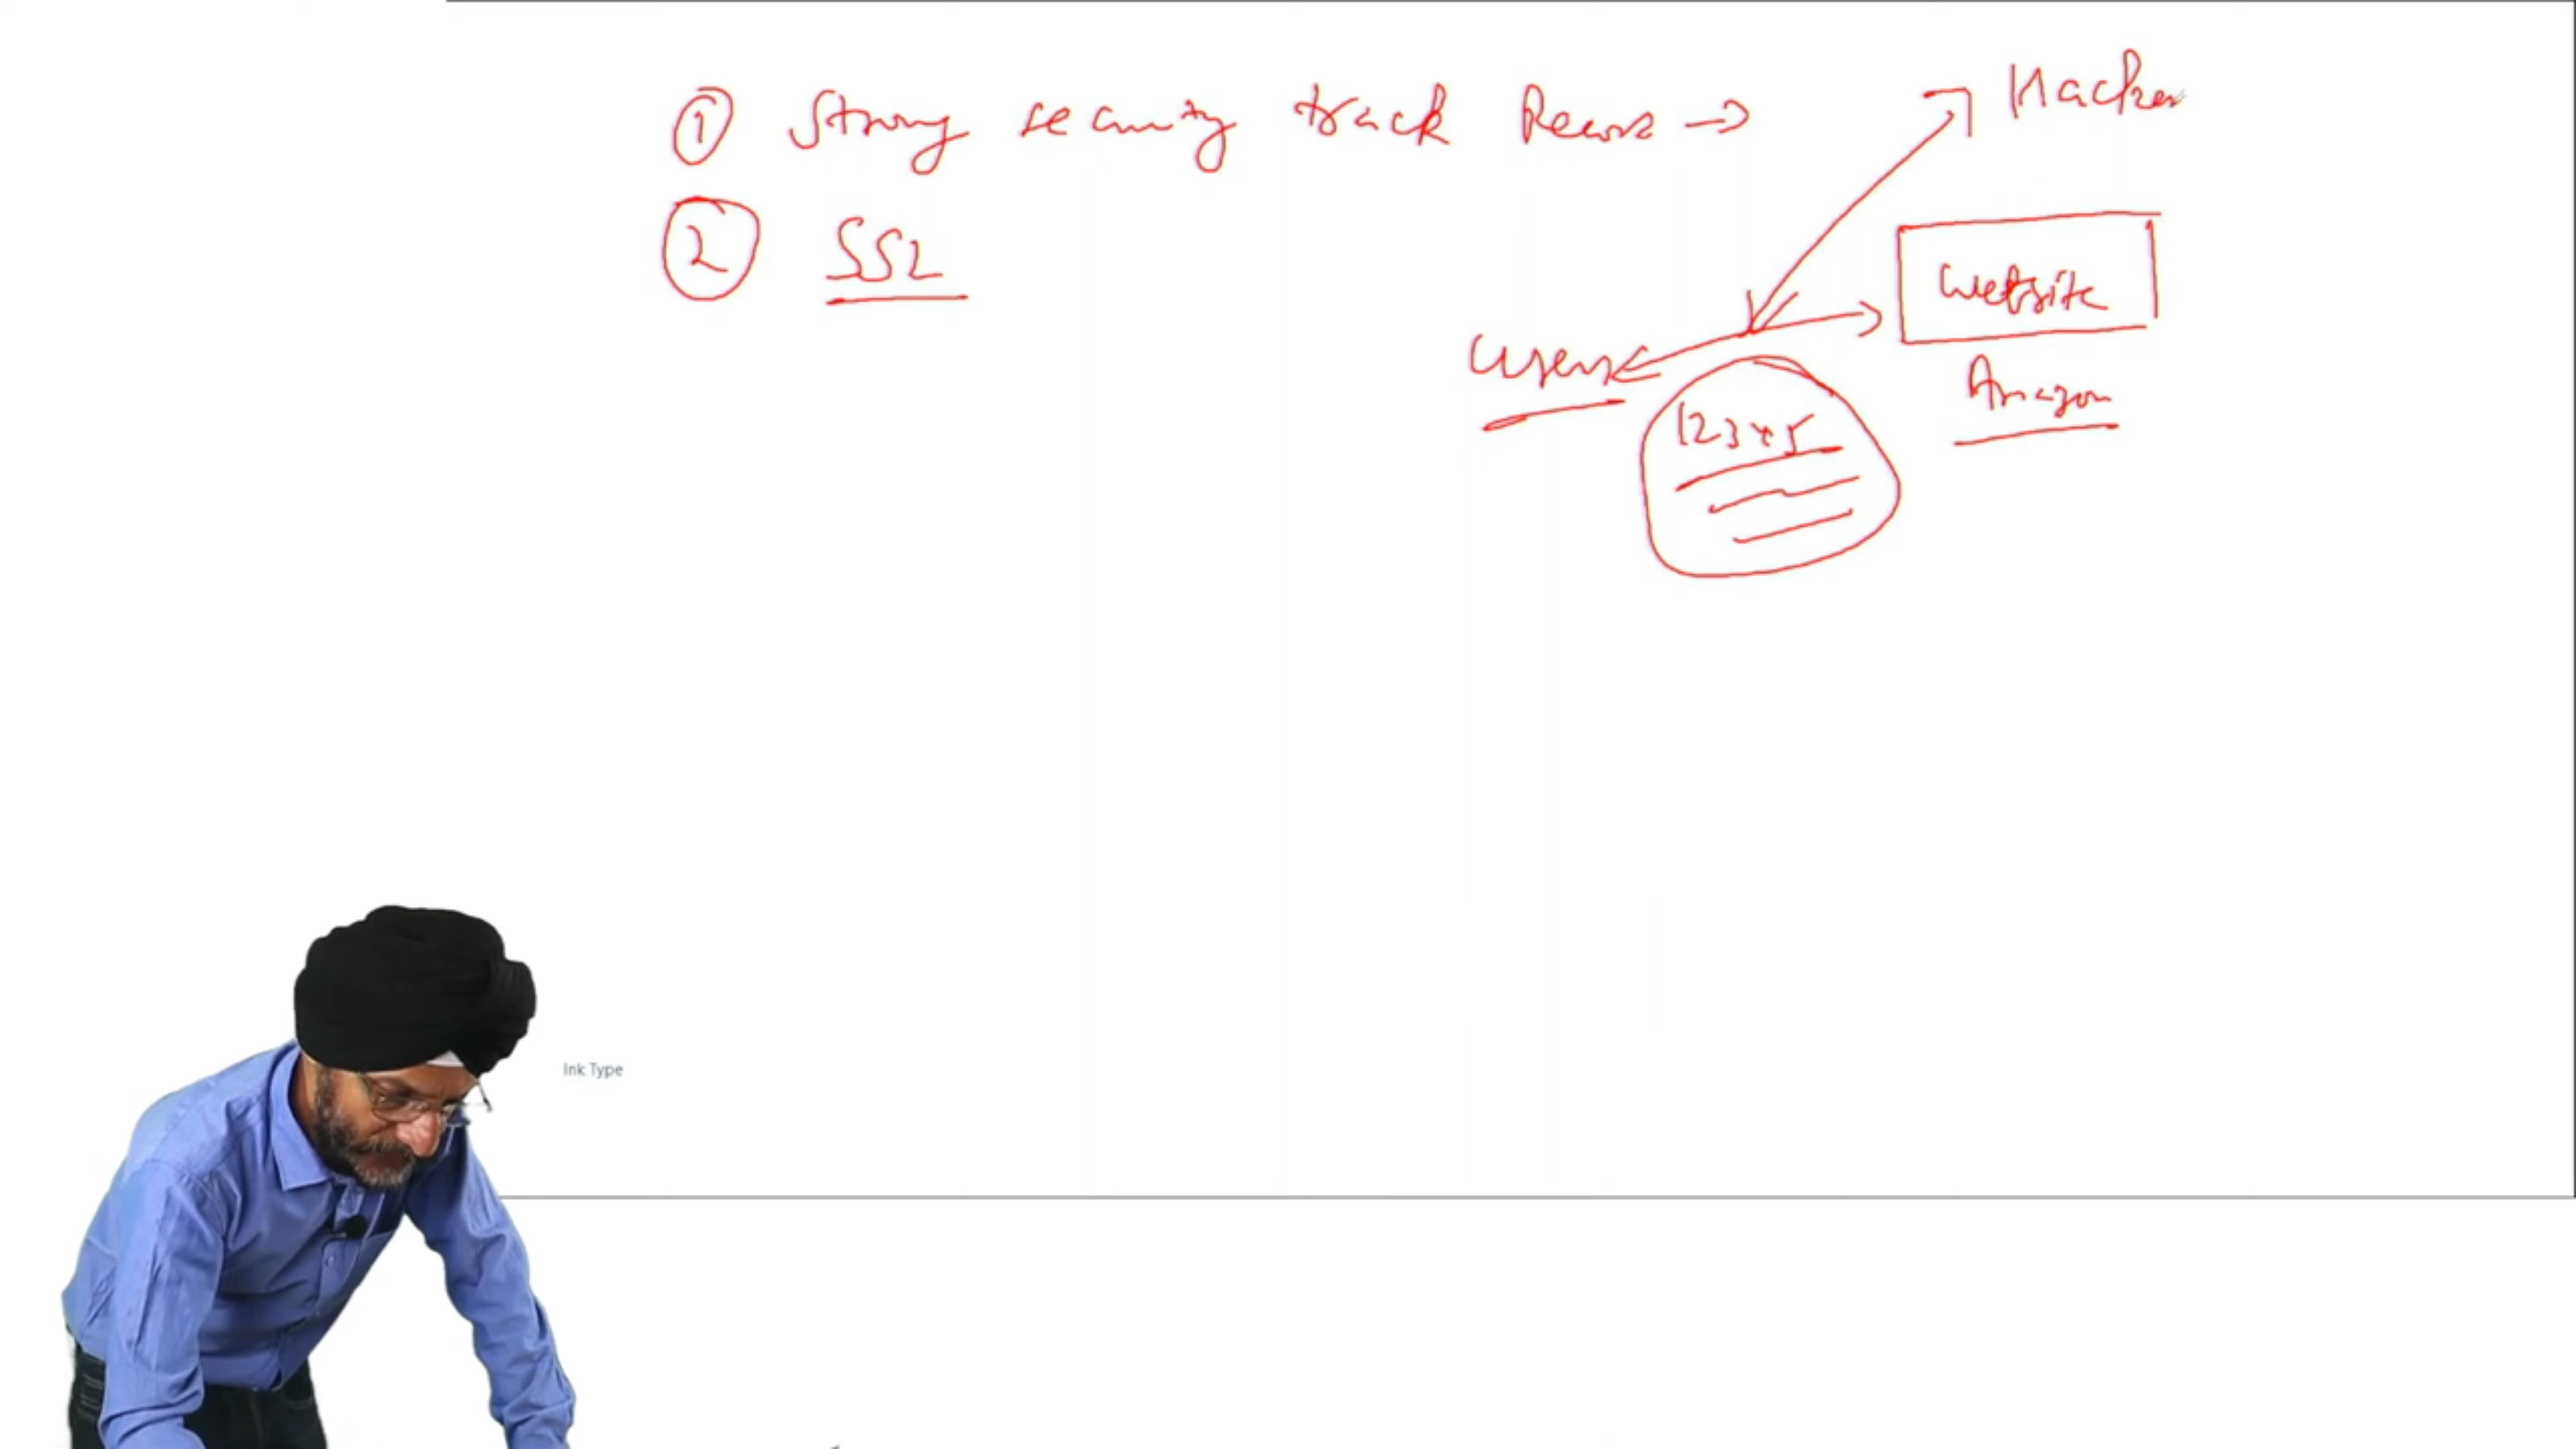 ① Strong security track Record →
Hacker
② SSL
website
Users
Amazon
12345
Ink Type